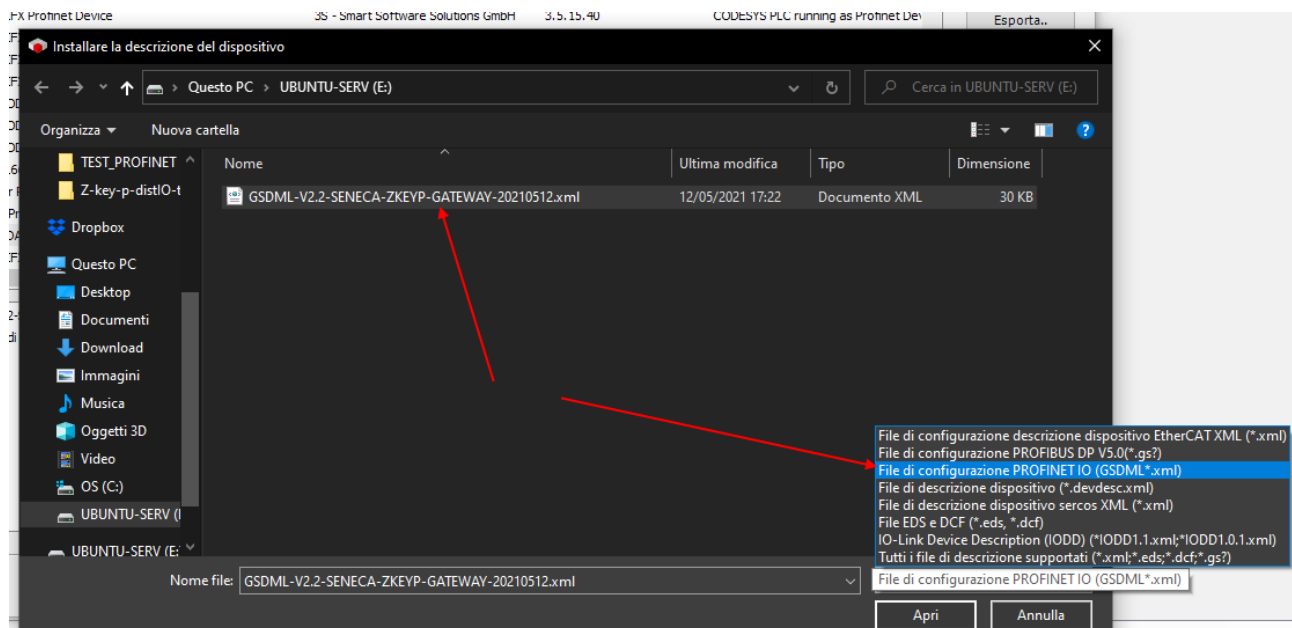 FX Profinet Device 3S - Smart Software Solutions GmbH 3.5.15.40 CODESYS PLC running as Profinet Dev
Esporta..
Installare la descrizione del dispositivo
Questo PC > UBUNTU-SERV (E:)
Cerca in UBUNTU-SERV (E:)
Organizza Nuova cartella
TEST_PROFINET
Z-key-p-distIO-t
Dropbox
Questo PC
Desktop
Documenti
Download
Immagini
Musica
Oggetti 3D
Video
OS (C:)
UBUNTU-SERV (
UBUNTU-SERV (E:
Nome Ultima modifica Tipo Dimensione
GSDML-V2.2-SENECA-ZKEYP-GATEWAY-20210512.xml 12/05/2021 17:22 Documento XML 30 KB
File di configurazione descrizione dispositivo EtherCAT XML (*.xml)
File di configurazione PROFIBUS DP V5.0(*.gs?)
File di configurazione PROFINET IO (GSDML*.xml)
File di descrizione dispositivo (*.devdesc.xml)
File di descrizione dispositivo sercos XML (*.xml)
File EDS e DCF (*.eds, *.dcf)
IO-Link Device Description (IODD) (*IODD1.1.xml;*IODD1.0.1.xml)
Tutti i file di descrizione supportati (*.xml;*.eds;*.dcf;*.gs?)
Nome file: GSDML-V2.2-SENECA-ZKEYP-GATEWAY-20210512.xml File di configurazione PROFINET IO (GSDML*.xml)
Apri Annulla